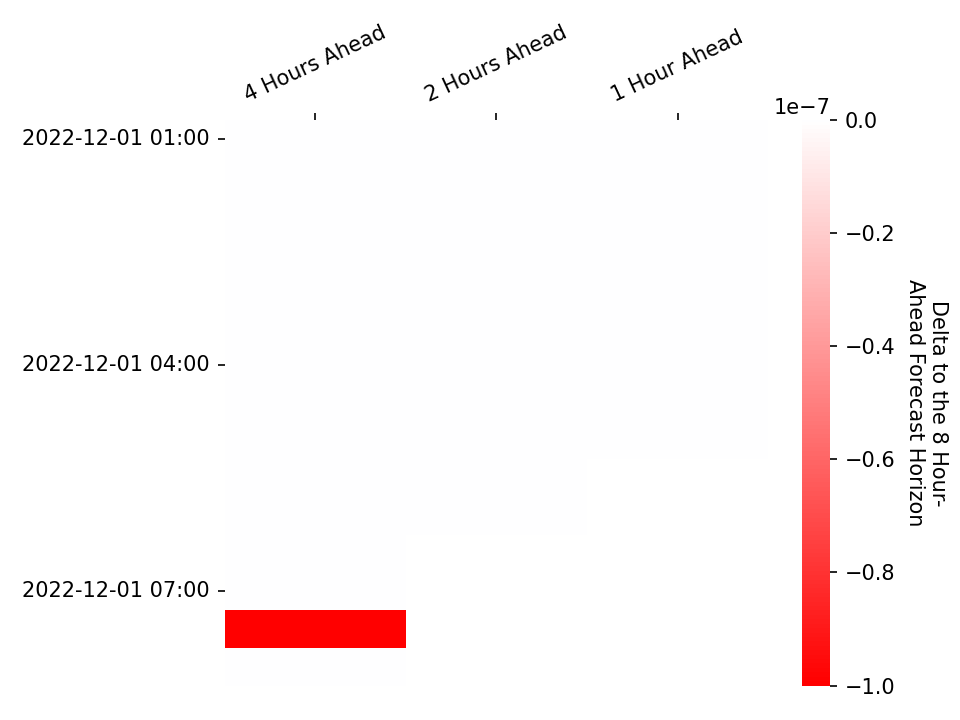 4 Hours Ahead
2 Hours Ahead
1 Hour Ahead
1e−7
2022-12-01 01:00
2022-12-01 04:00
2022-12-01 07:00
0.0
−0.2
−0.4
−0.6
−0.8
−1.0
Delta to the 8 Hour-
Ahead Forecast Horizon